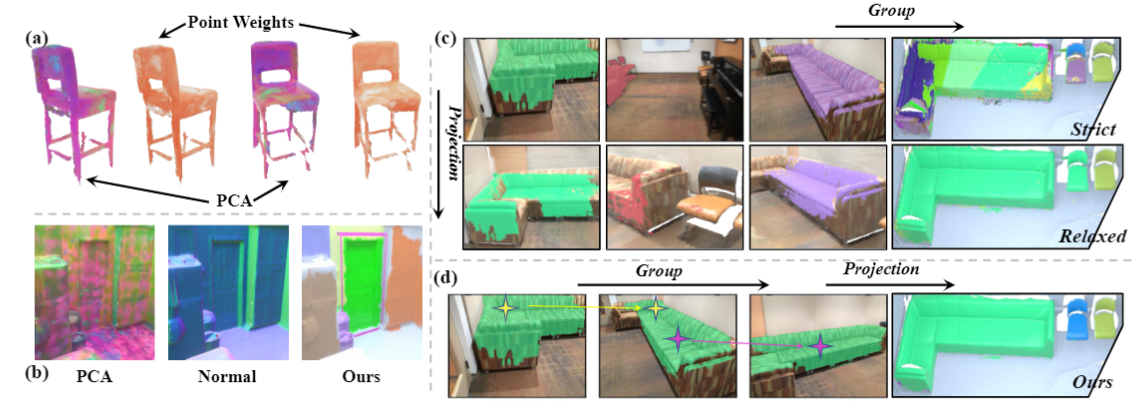 (a)
Point Weights
PCA
(b)
PCA
Normal
Ours
(c)
Group
Projection
Strict
Relaxed
(d)
Group
Projection
Ours